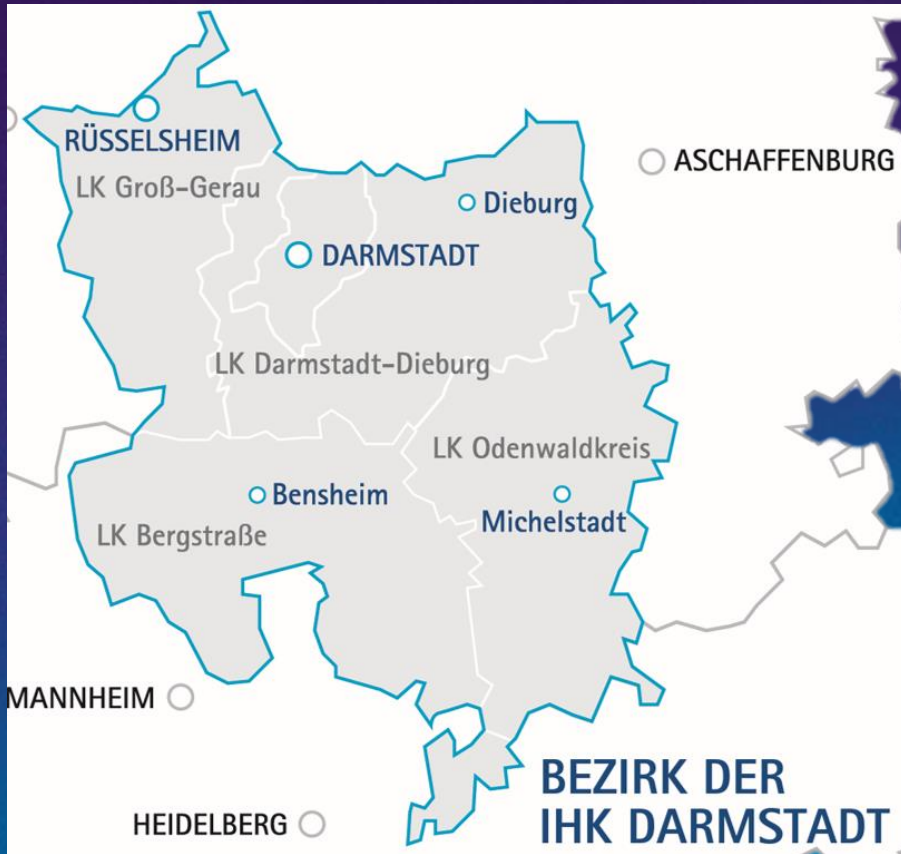 RÜSSELSHEIM
LK Groß-Gerau
ASCHAFFENBURG
Dieburg
DARMSTADT
LK Darmstadt-Dieburg
LK Odenwaldkreis
Bensheim
Michelstadt
LK Bergstraße
MANNHEIM
HEIDELBERG
BEZIRK DER
IHK DARMSTADT